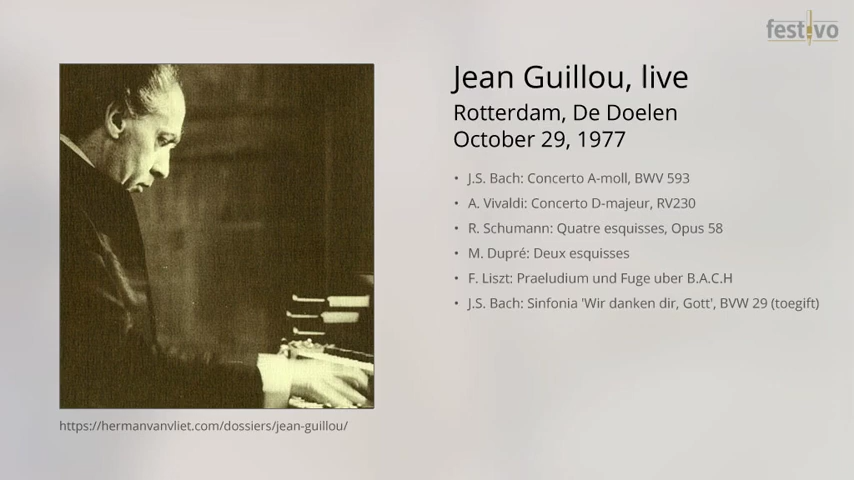 festivo
Jean Guillou, live
Rotterdam, De Doelen
October 29, 1977
• J.S. Bach: Concerto A-moll, BWV 593
• A. Vivaldi: Concerto D-majeur, RV230
• R. Schumann: Quatre esquisses, Opus 58
• M. Dupré: Deux esquisses
• F. Liszt: Praeludium und Fuge uber B.A.C.H
• J.S. Bach: Sinfonia 'Wir danken dir, Gott', BVW 29 (toegift)
https://hermanvanvliet.com/dossiers/jean-guillou/